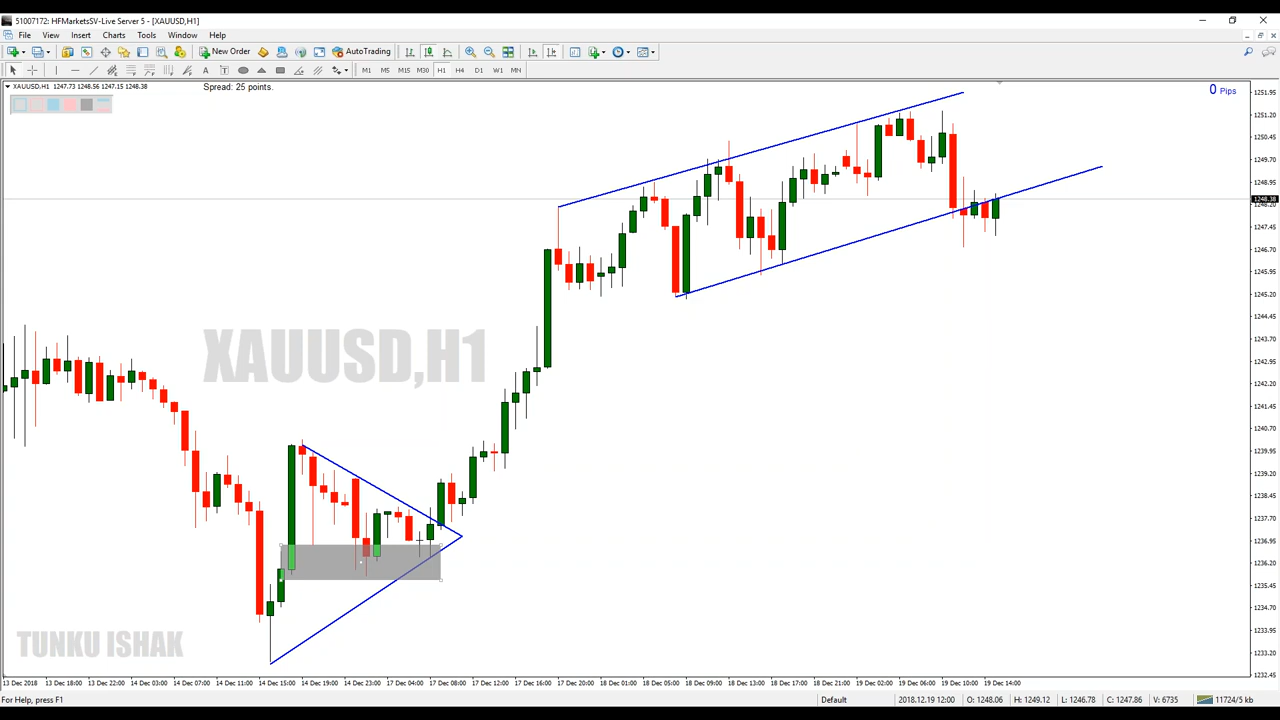 51007172: HFMarketsSV-Live Server 5 - [XAUUSD,H1]
File View Insert Charts Tools Window Help
New Order AutoTrading
A T M1 M5 M15 M30 H1 H4 D1 W1 MN
XAUUSD,H1 1247.73 1248.56 1247.15 1248.38
Spread: 25 points.
0 Pips
1251.95
1251.20
1250.45
1249.70
1248.95
1248.38
1248.20
1247.45
1246.70
1245.95
1245.20
1244.45
1243.70
1242.95
1242.20
1241.45
1240.70
1239.95
1239.20
1238.45
1237.70
1236.95
1236.20
1235.45
1234.70
1233.95
1233.20
1232.45
XAUUSD,H1
TUNKU ISHAK
13 Dec 2018 13 Dec 18:00 13 Dec 22:00 14 Dec 03:00 14 Dec 07:00 14 Dec 11:00 14 Dec 15:00 14 Dec 19:00 14 Dec 23:00 17 Dec 04:00 17 Dec 08:00 17 Dec 12:00 17 Dec 16:00 17 Dec 20:00 18 Dec 01:00 18 Dec 05:00 18 Dec 09:00 18 Dec 13:00 18 Dec 17:00 18 Dec 21:00 19 Dec 02:00 19 Dec 06:00 19 Dec 10:00 19 Dec 14:00
For Help, press F1 Default 2018.12.19 12:00 O: 1248.06 H: 1249.12 L: 1246.78 C: 1247.86 V: 6735 11724/5 kb